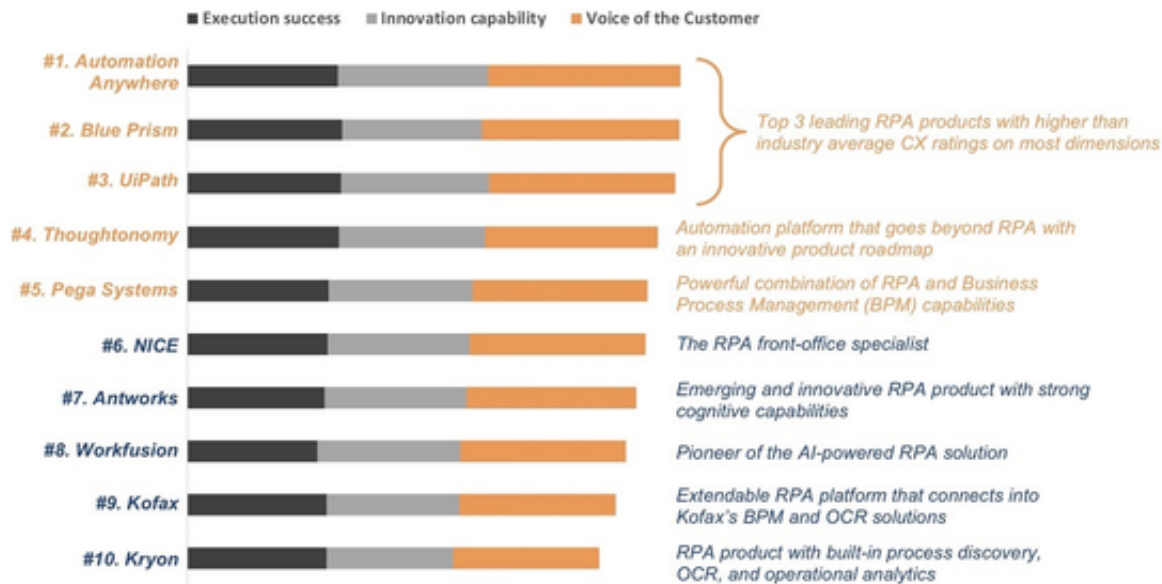 Execution success
Innovation capability
Voice of the Customer
#1. Automation
Anywhere
#2. Blue Prism
#3. UiPath
Top 3 leading RPA products with higher than
industry average CX ratings on most dimensions
#4. Thoughtonomy
Automation platform that goes beyond RPA with
an innovative product roadmap
#5. Pega Systems
Powerful combination of RPA and Business
Process Management (BPM) capabilities
#6. NICE
The RPA front-office specialist
#7. Antworks
Emerging and innovative RPA product with strong
cognitive capabilities
#8. Workfusion
Pioneer of the AI-powered RPA solution
#9. Kofax
Extendable RPA platform that connects into
Kofax's BPM and OCR solutions
#10. Kryon
RPA product with built-in process discovery,
OCR, and operational analytics